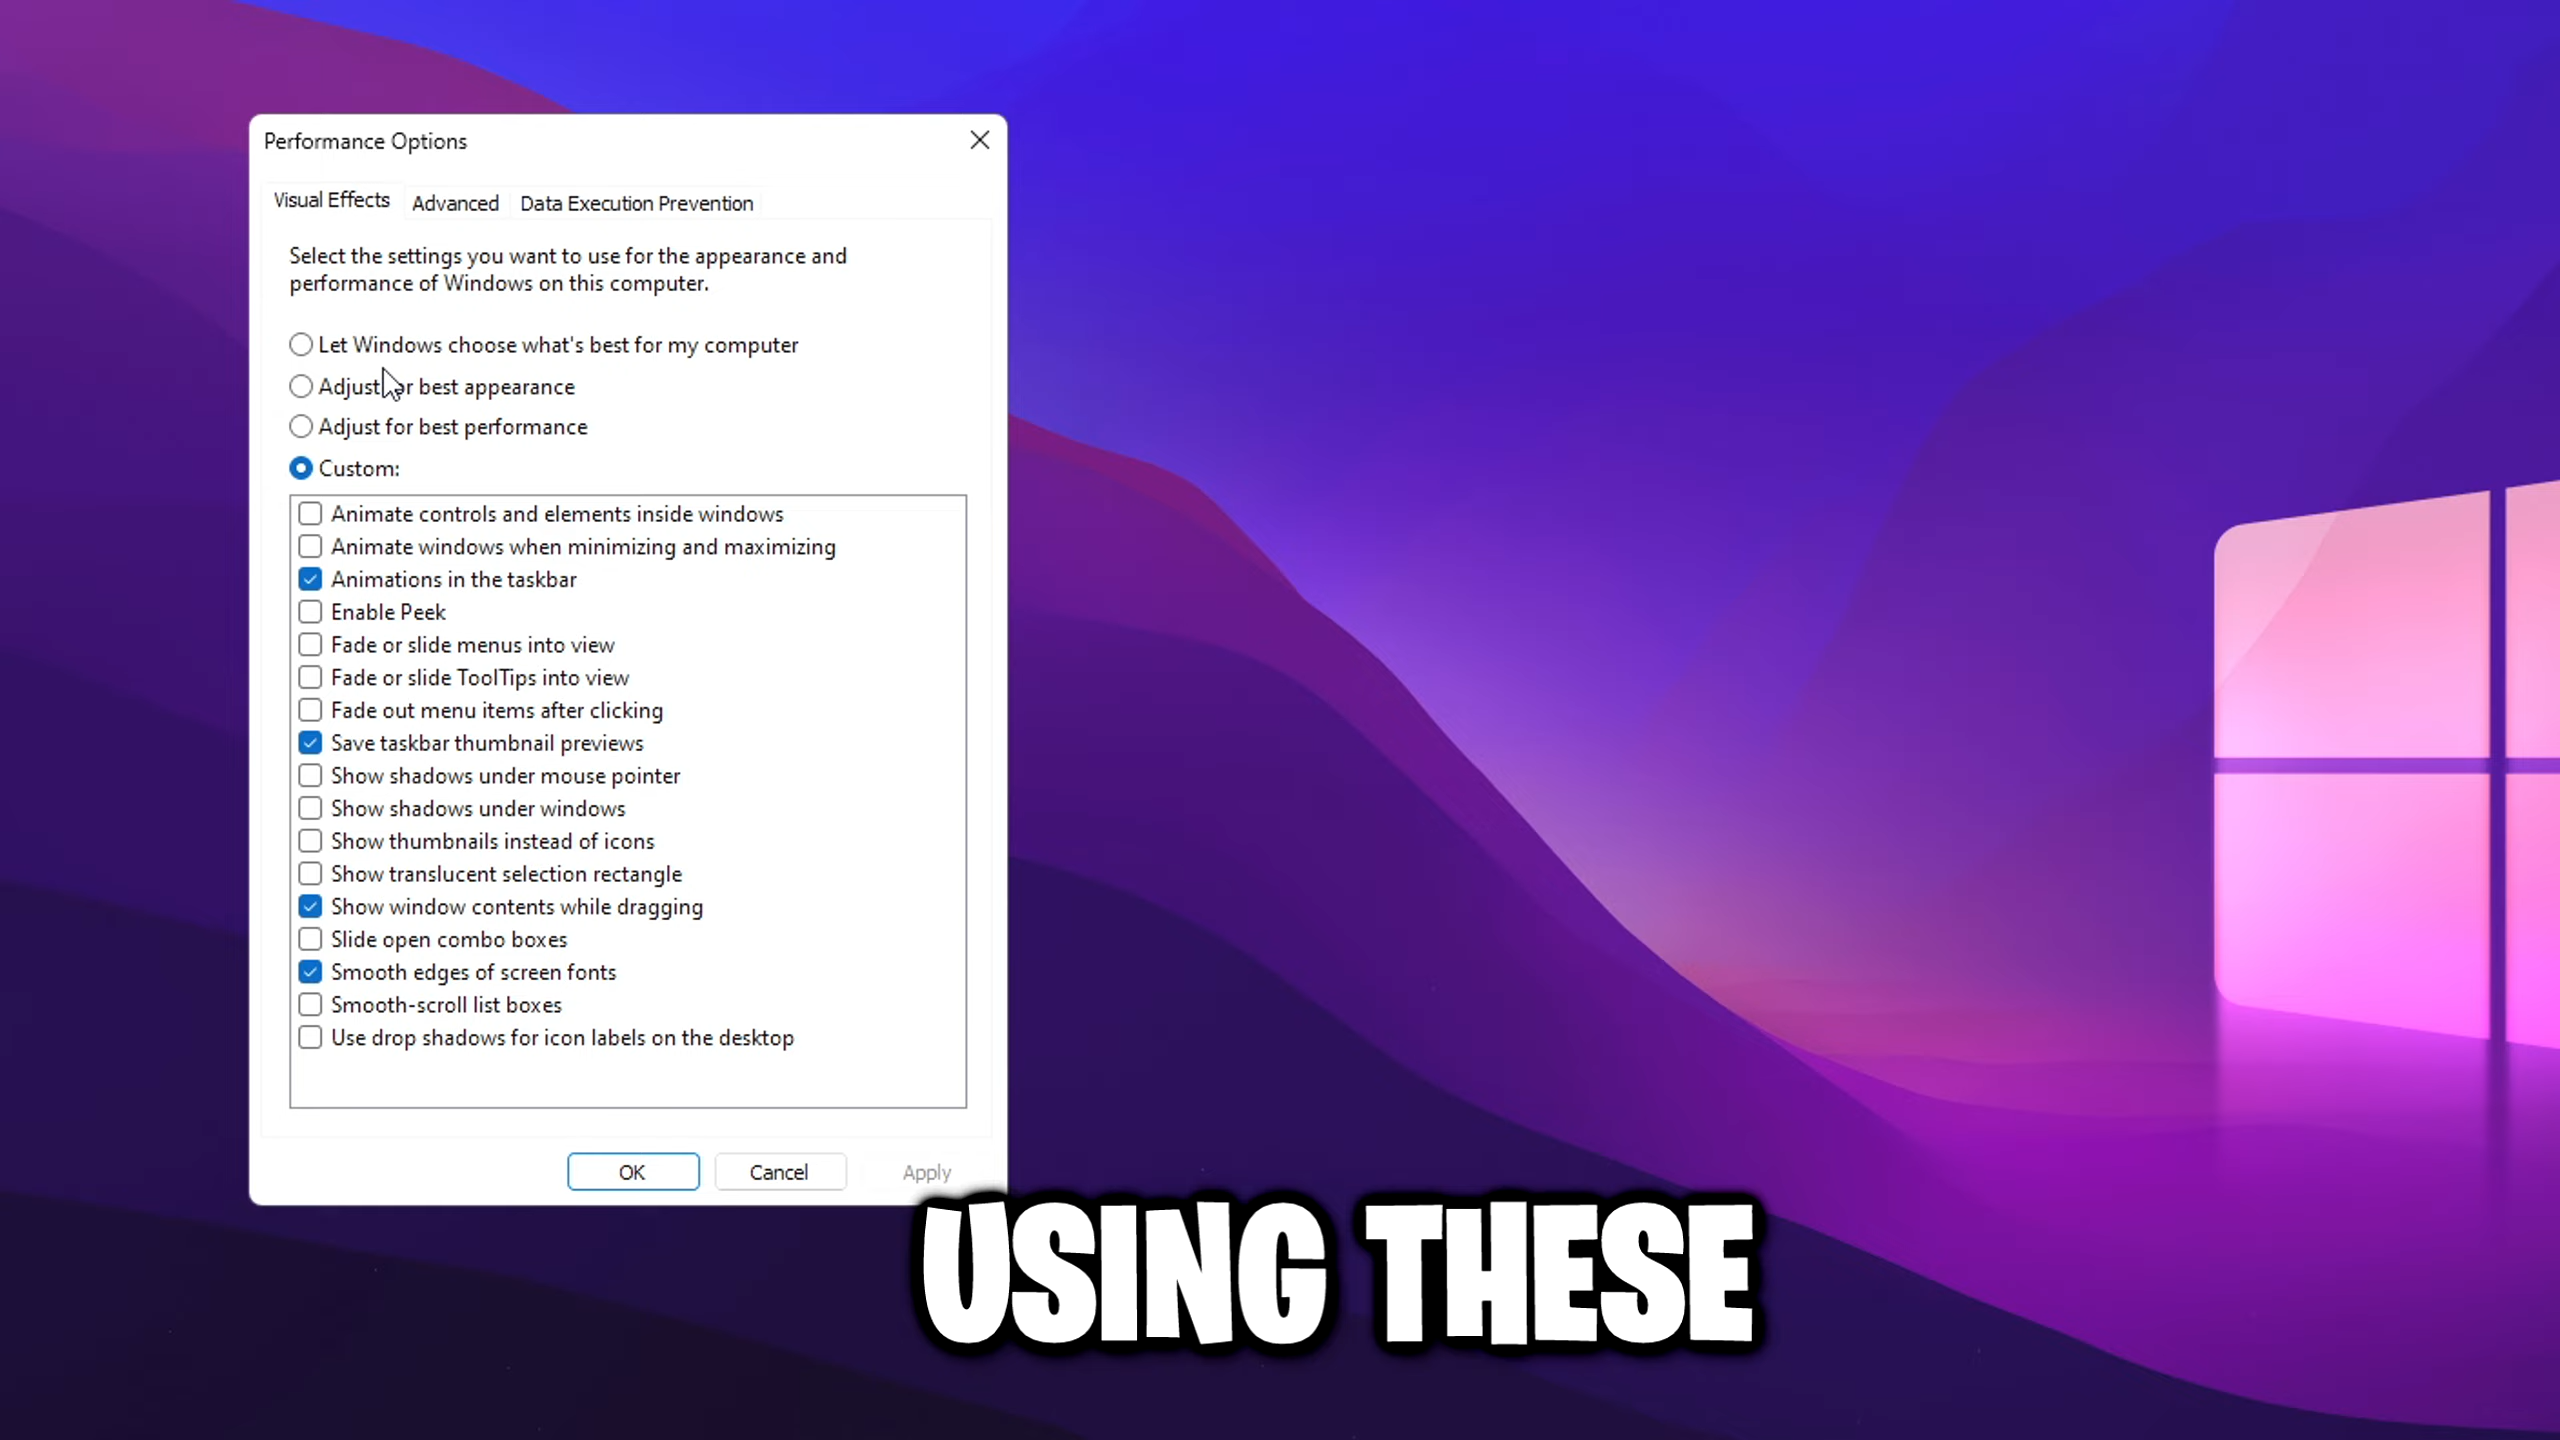 Performance Options
Visual Effects Advanced Data Execution Prevention
Select the settings you want to use for the appearance and
performance of Windows on this computer.
Let Windows choose what's best for my computer
Adjust for best appearance
Adjust for best performance
Custom:
Animate controls and elements inside windows
Animate windows when minimizing and maximizing
Animations in the taskbar
Enable Peek
Fade or slide menus into view
Fade or slide ToolTips into view
Fade out menu items after clicking
Save taskbar thumbnail previews
Show shadows under mouse pointer
Show shadows under windows
Show thumbnails instead of icons
Show translucent selection rectangle
Show window contents while dragging
Slide open combo boxes
Smooth edges of screen fonts
Smooth-scroll list boxes
Use drop shadows for icon labels on the desktop
OK Cancel Apply
USING THESE